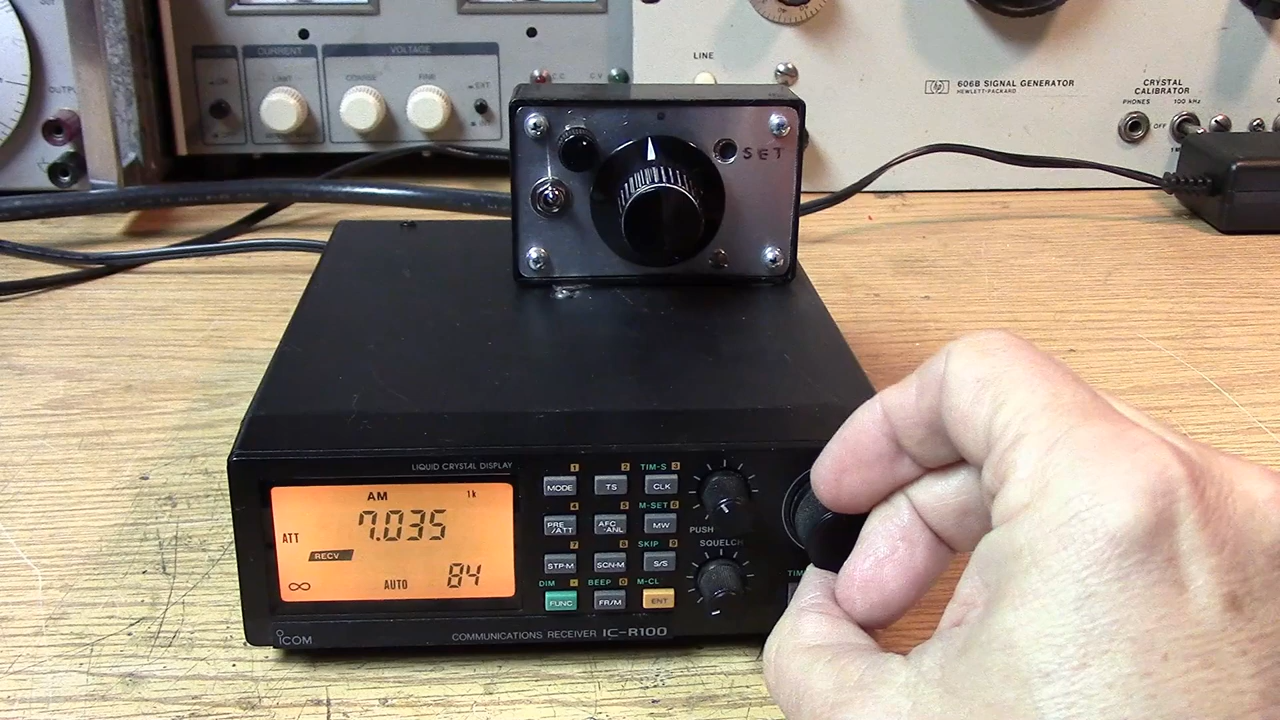 CURRENT
VOLTAGE
LIMIT
COARSE
FINE
EXT
C.C
C V
OUTPUT
LINE
hp 606B SIGNAL GENERATOR
HEWLETT-PACKARD
CRYSTAL
CALIBRATOR
PHONES
100 kHz
OFF
SET
LIQUID CRYSTAL DISPLAY
AM
1k
7.035
ATT
RECV
∞
AUTO
84
1
2
TIM-S 3
MODE
TS
CLK
4
5
M-SET 6
PRE
/ATT
AFC
-ANL
MW
PUSH
7
8
SKIP 9
STP-M
SCN-M
S/S
SQUELCH
DIM
BEEP 0
M-CL
FUNC
FR/M
ENT
TIM
ICOM
COMMUNICATIONS RECEIVER IC-R100